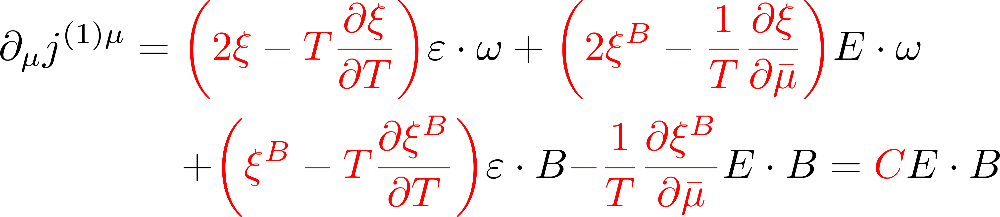 ∂_μ j^{(1)μ} = (2ξ − T ∂ξ/∂T) ε · ω + (2ξ^B − (1/T) ∂ξ/∂μ̄) E · ω
+ (ξ^B − T ∂ξ^B/∂T) ε · B − (1/T) ∂ξ^B/∂μ̄ E · B = C E · B